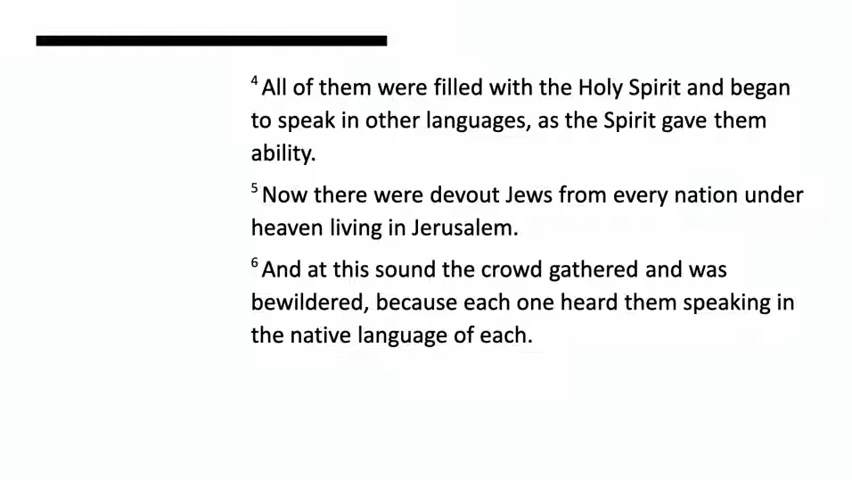 4 All of them were filled with the Holy Spirit and began
to speak in other languages, as the Spirit gave them
ability.
5 Now there were devout Jews from every nation under
heaven living in Jerusalem.
6 And at this sound the crowd gathered and was
bewildered, because each one heard them speaking in
the native language of each.